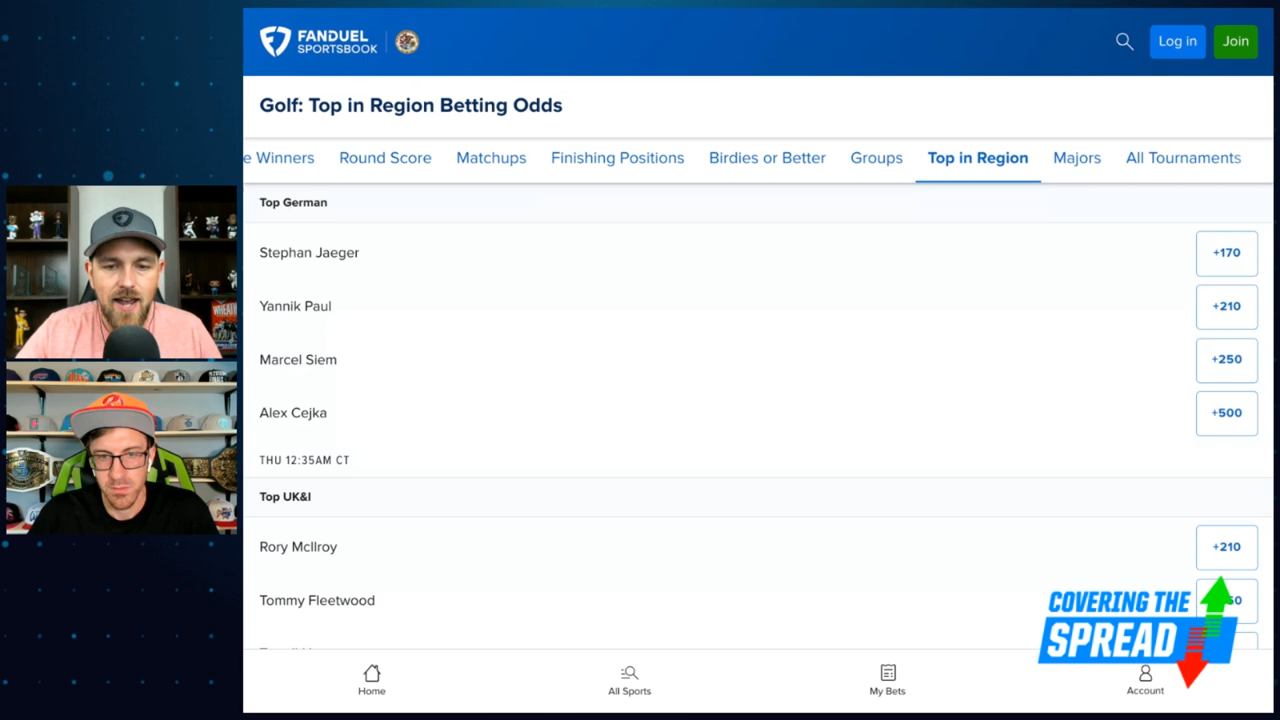 FANDUEL
SPORTSBOOK
Log in
Join
Golf: Top in Region Betting Odds
e Winners
Round Score
Matchups
Finishing Positions
Birdies or Better
Groups
Top in Region
Majors
All Tournaments
Top German
Stephan Jaeger
+170
Yannik Paul
+210
Marcel Siem
+250
Alex Cejka
+500
THU 12:35AM CT
Top UK&I
Rory McIlroy
+210
Tommy Fleetwood
COVERING THE
SPREAD
Home
All Sports
My Bets
Account